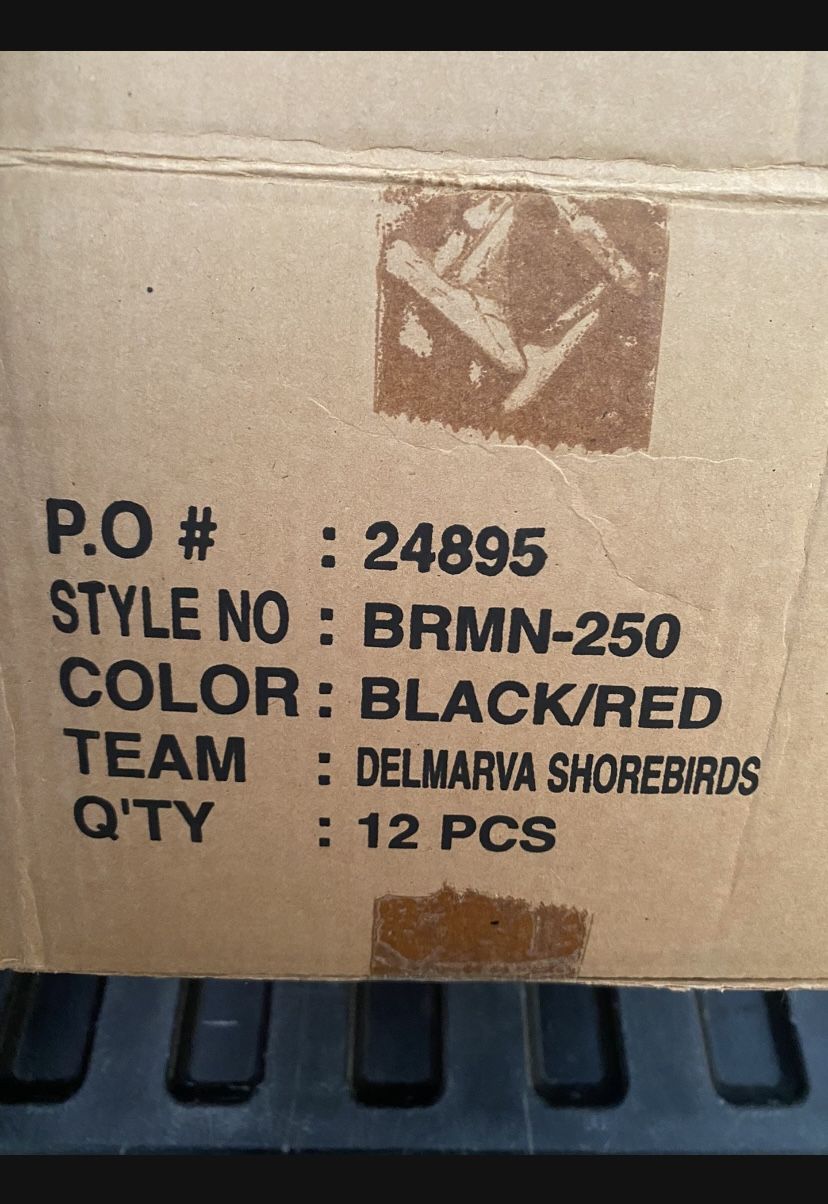 P.O # : 24895
STYLE NO : BRMN-250
COLOR : BLACK/RED
TEAM : DELMARVA SHOREBIRDS
Q'TY : 12 PCS